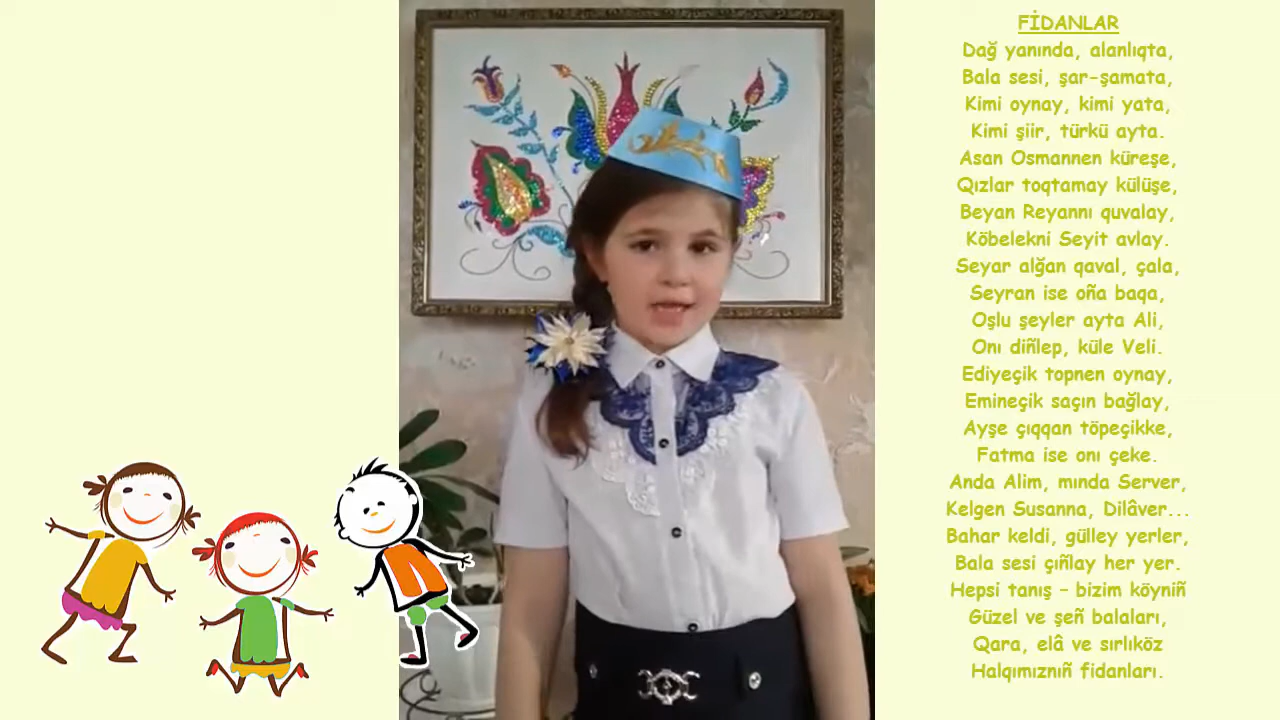 FİDANLAR
Dağ yanında, alanlıqta,
Bala sesi, şar-şamata,
Kimi oynay, kimi yata,
Kimi şiir, türkü ayta.
Asan Osmannen küreşe,
Qızlar toqtamay külüşe,
Beyan Reyannı quvalay,
Köbelekni Seyit avlay.
Seyar alğan qaval, çala,
Seyran ise oña baqa,
Oşlu şeyler ayta Ali,
Onı diñlep, küle Veli.
Ediyeçik topnen oynay,
Emineçik saçın bağlay,
Ayşe çıqqan töpeçikke,
Fatma ise onı çeke.
Anda Alim, mında Server,
Kelgen Susanna, Dilâver...
Bahar keldi, gülley yerler,
Bala sesi çıñlay her yer.
Hepsi tanış – bizim köyniñ
Güzel ve şeñ balaları,
Qara, elâ ve sırlıköz
Halqımıznıñ fidanları.